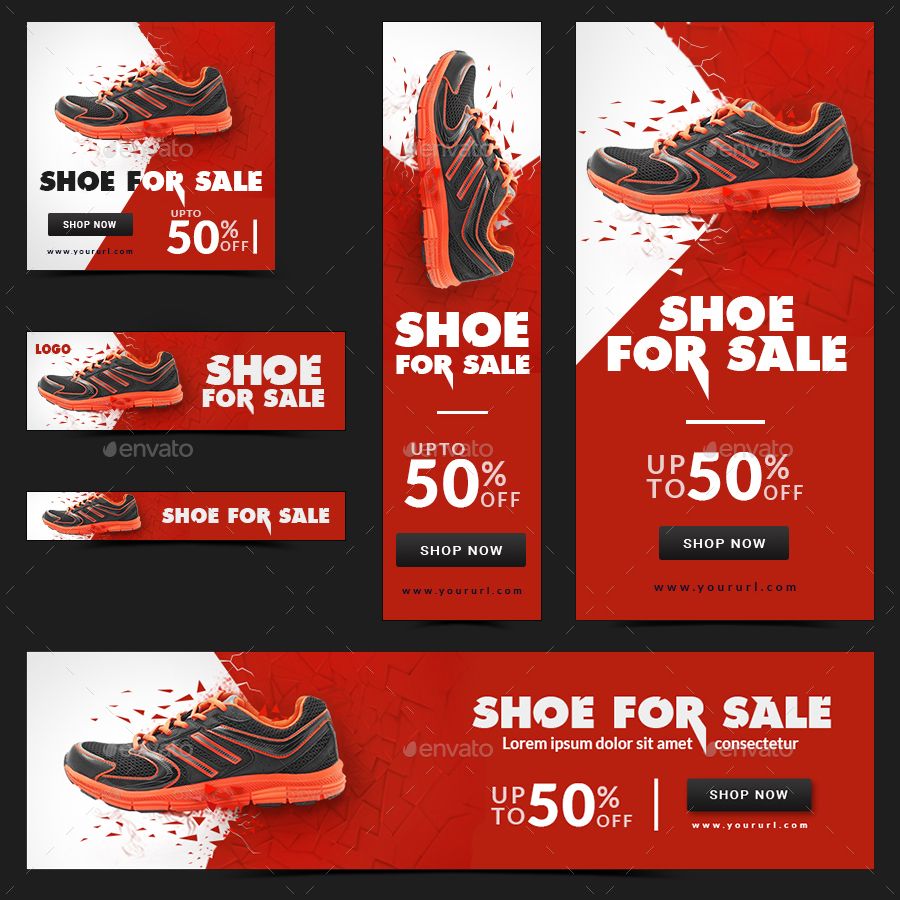 SHOE FOR SALE
SHOP NOW
www.yoururl.com
UPTO
50% OFF
LOGO
SHOE
FOR SALE
SHOE FOR SALE
SHOE
FOR SALE
UPTO
50% OFF
SHOP NOW
www.yoururl.com
SHOE
FOR SALE
UP TO 50% OFF
SHOP NOW
www.yoururl.com
SHOE FOR SALE
Lorem ipsum dolor sit amet consectetur
UP TO 50% OFF
SHOP NOW
www.yoururl.com
envato
envato
envato
envato
envato
envato
envato
envato
envato